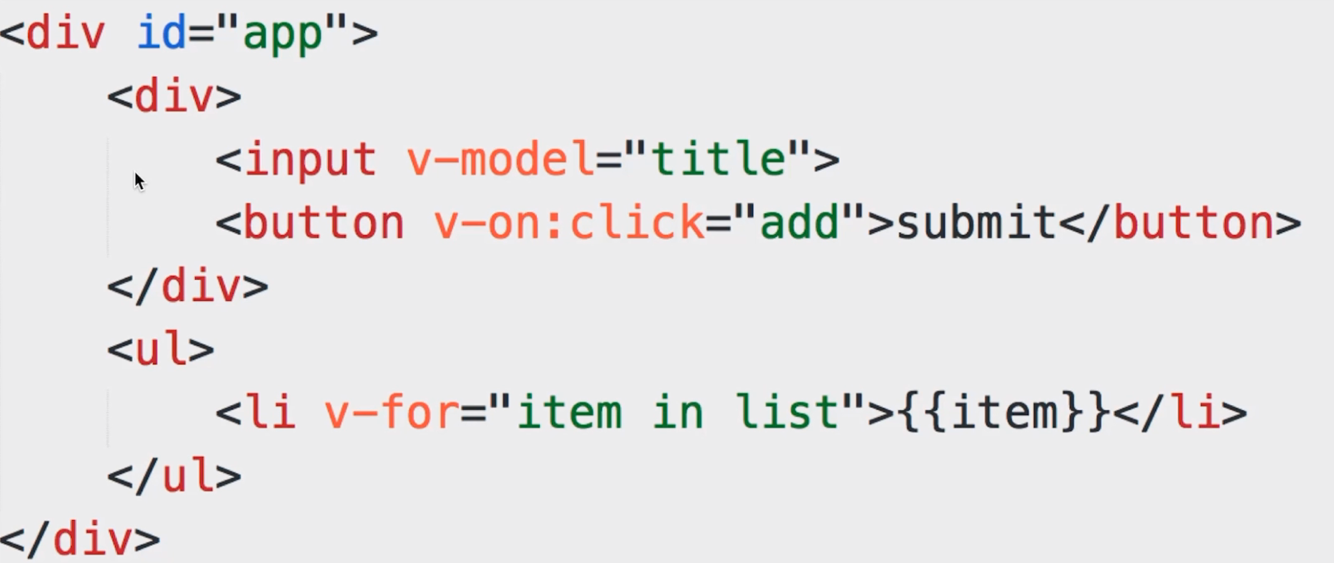 <div id="app">
    <div>
        <input v-model="title">
        <button v-on:click="add">submit</button>
    </div>
    <ul>
        <li v-for="item in list">{{item}}</li>
    </ul>
</div>